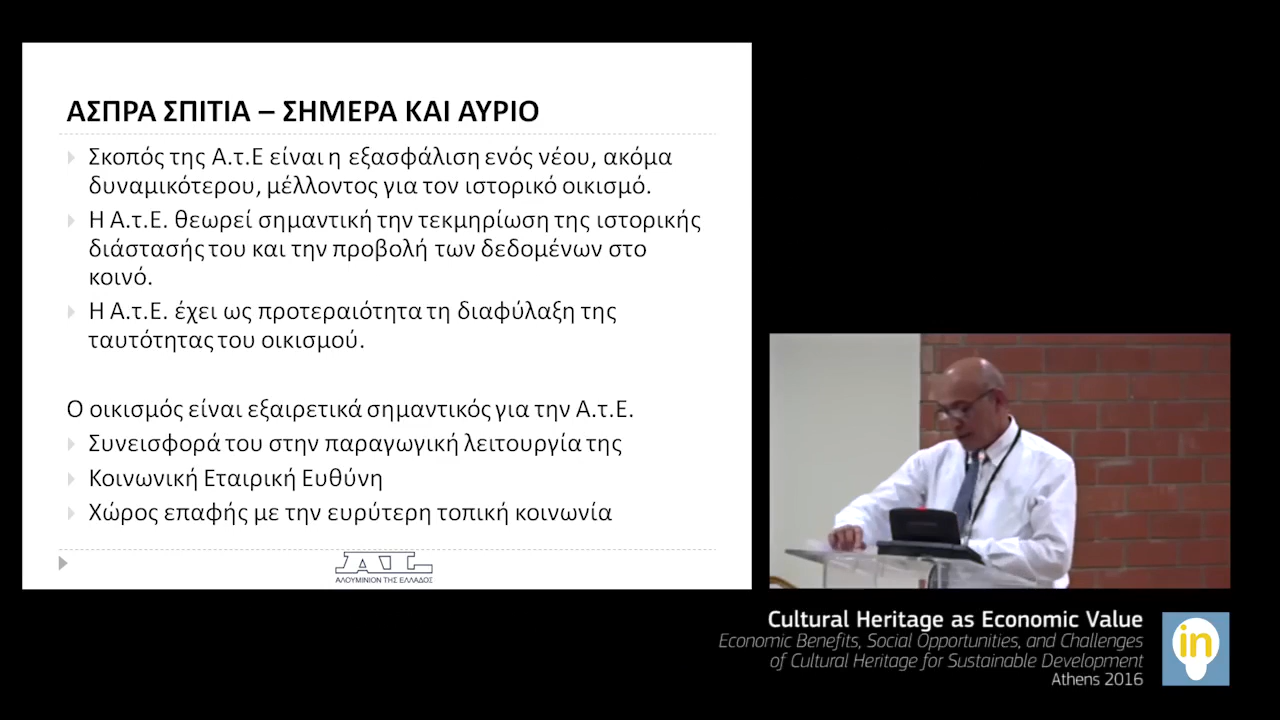 ΑΣΠΡΑ ΣΠΙΤΙΑ – ΣΗΜΕΡΑ ΚΑΙ ΑΥΡΙΟ
Σκοπός της Α.τ.Ε είναι η εξασφάλιση ενός νέου, ακόμα
δυναμικότερου, μέλλοντος για τον ιστορικό οικισμό.
Η Α.τ.Ε. θεωρεί σημαντική την τεκμηρίωση της ιστορικής
διάστασής του και την προβολή των δεδομένων στο
κοινό.
Η Α.τ.Ε. έχει ως προτεραιότητα τη διαφύλαξη της
ταυτότητας του οικισμού.
Ο οικισμός είναι εξαιρετικά σημαντικός για την Α.τ.Ε.
Συνεισφορά του στην παραγωγική λειτουργία της
Κοινωνική Εταιρική Ευθύνη
Χώρος επαφής με την ευρύτερη τοπική κοινωνία
ΑΛΟΥΜΙΝΙΟΝ ΤΗΣ ΕΛΛΑΔΟΣ
Cultural Heritage as Economic Value
Economic Benefits, Social Opportunities, and Challenges
of Cultural Heritage for Sustainable Development
Athens 2016
in